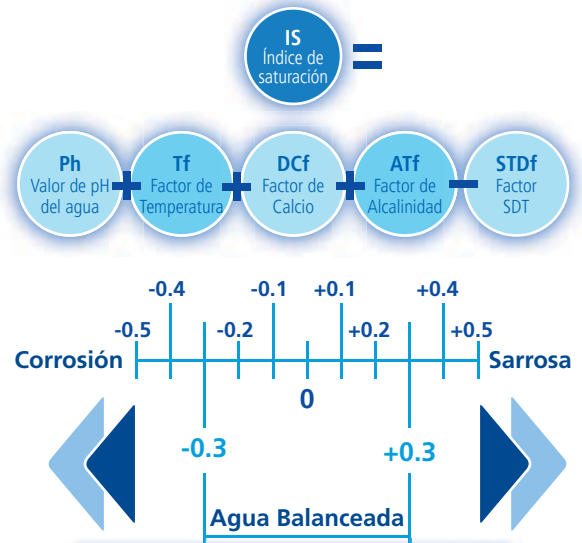 IS
Índice de
saturación
=
Ph
Valor de pH
del agua
+
Tf
Factor de
Temperatura
+
DCf
Factor de
Calcio
+
ATf
Factor de
Alcalinidad
-
STDf
Factor
SDT
-0.4 -0.1 +0.1 +0.4
-0.5 -0.2 +0.2 +0.5
Corrosión Sarrosa
0
-0.3 +0.3
Agua Balanceada